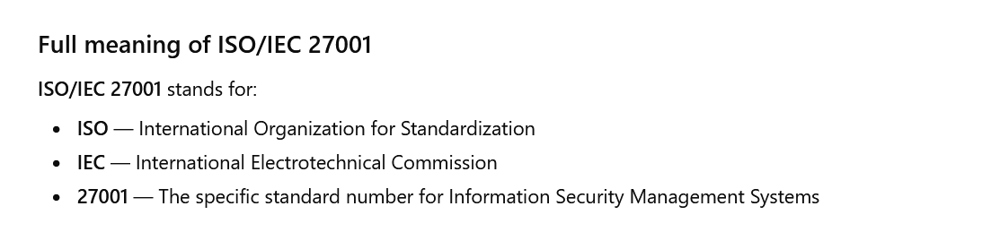 Full meaning of ISO/IEC 27001
ISO/IEC 27001 stands for:
• ISO — International Organization for Standardization
• IEC — International Electrotechnical Commission
• 27001 — The specific standard number for Information Security Management Systems